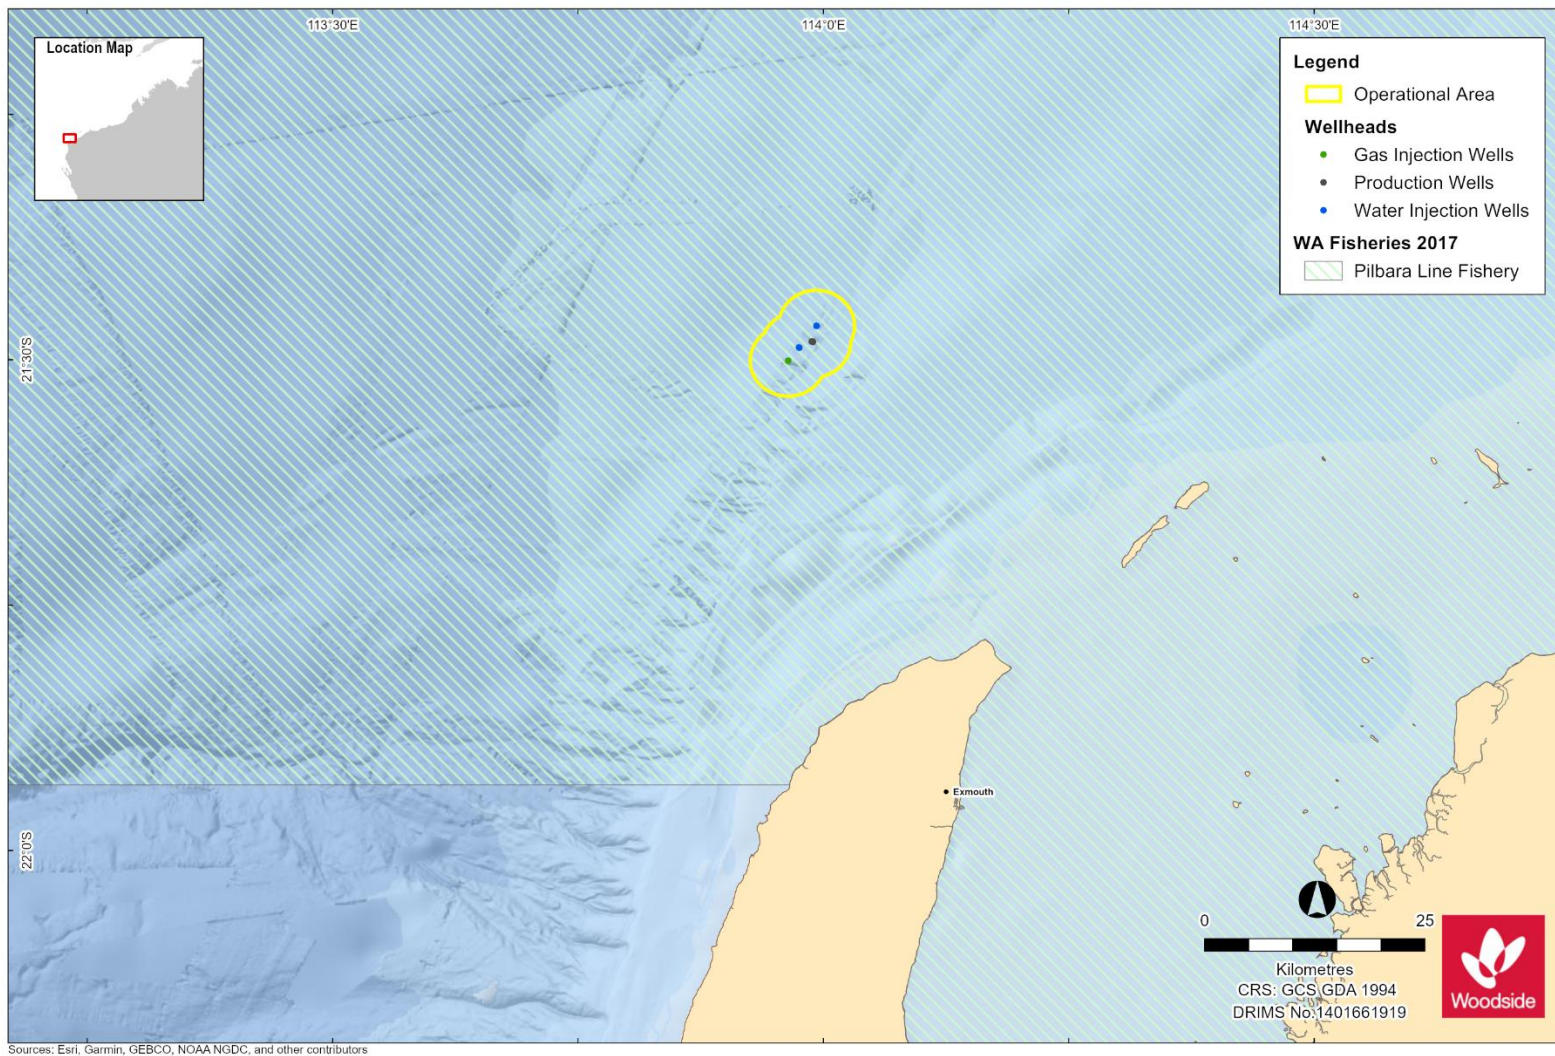 113°30'E
114°0'E
114°30'E
Location Map
Legend
Operational Area
Wellheads
Gas Injection Wells
Production Wells
Water Injection Wells
WA Fisheries 2017
Pilbara Line Fishery
21°30'S
Exmouth
22°0'S
0 25
Kilometres
CRS: GCS GDA 1994
DRIMS No:1401661919
Woodside
Sources: Esri, Garmin, GEBCO, NOAA NGDC, and other contributors